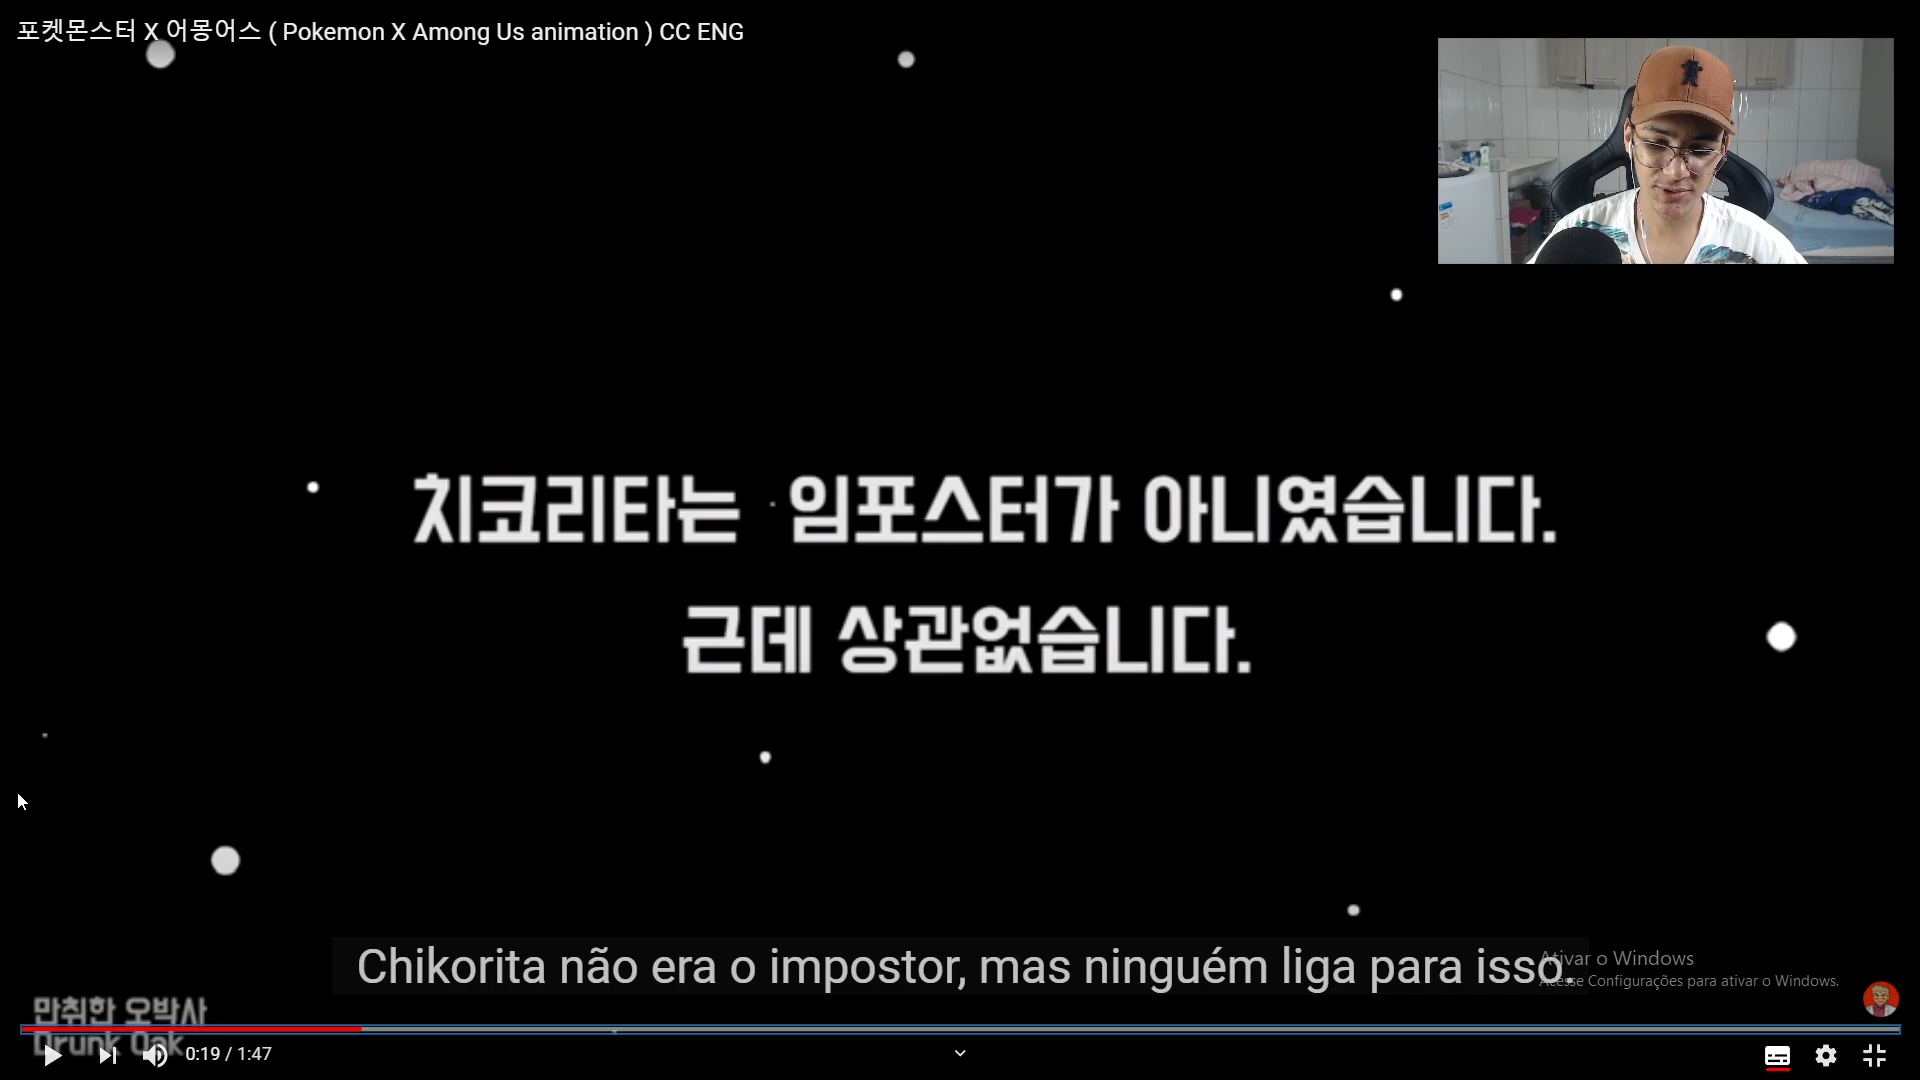 포켓몬스터 X 어몽어스 ( Pokemon X Among Us animation ) CC ENG
치코리타는 임포스터가 아니였습니다.
근데 상관없습니다.
Chikorita não era o impostor, mas ninguém liga para isso.
Ativar o Windows
Acesse Configurações para ativar o Windows.
만취한 오박사
Drunk Oak
0:19 / 1:47